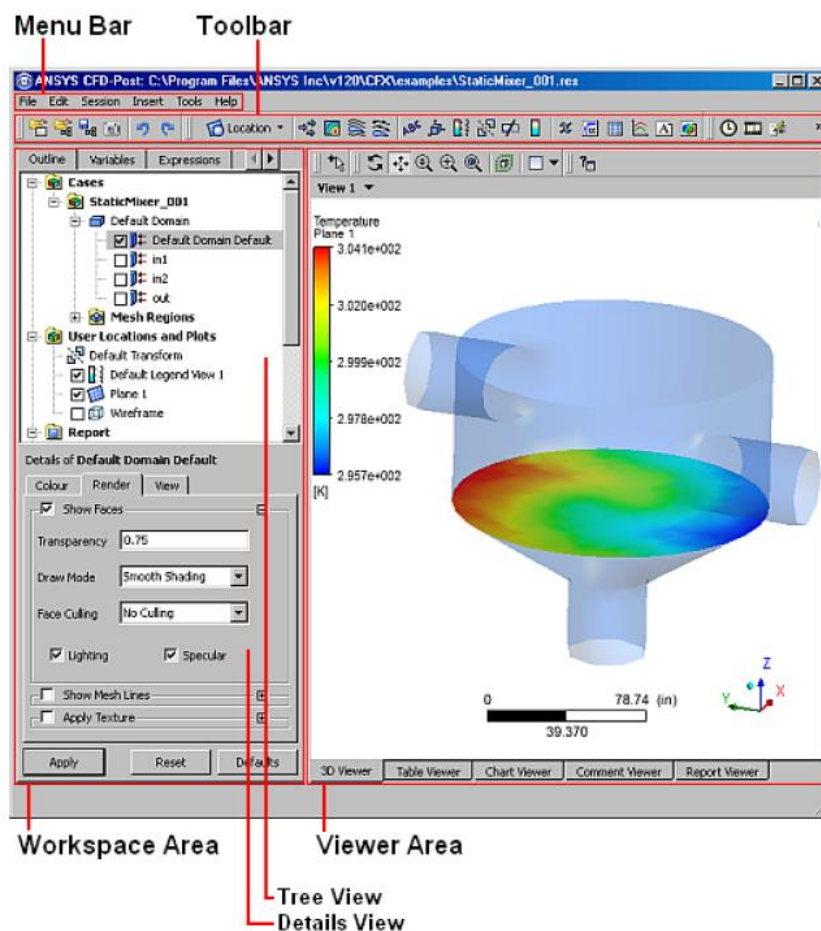 Menu Bar Toolbar
ANSYS CFD-Post: C:\Program Files\ANSYS Inc\v120\CFX\examples\StaticMixer_001.res
File Edit Session Insert Tools Help
Location
Outline Variables Expressions
Cases
StaticMixer_001
Default Domain
Default Domain Default
in1
in2
out
Mesh Regions
User Locations and Plots
Default Transform
Default Legend View 1
Plane 1
Wireframe
Report
Details of Default Domain Default
Colour Render View
Show Faces
Transparency 0.75
Draw Mode Smooth Shading
Face Culling No Culling
Lighting Specular
Show Mesh Lines
Apply Texture
Apply Reset Defaults
View 1
Temperature
Plane 1
3.041e+002
3.020e+002
2.999e+002
2.978e+002
2.957e+002
[K]
0 78.74 (in)
39.370
Z
Y X
3D Viewer Table Viewer Chart Viewer Comment Viewer Report Viewer
Workspace Area Viewer Area
Tree View
Details View